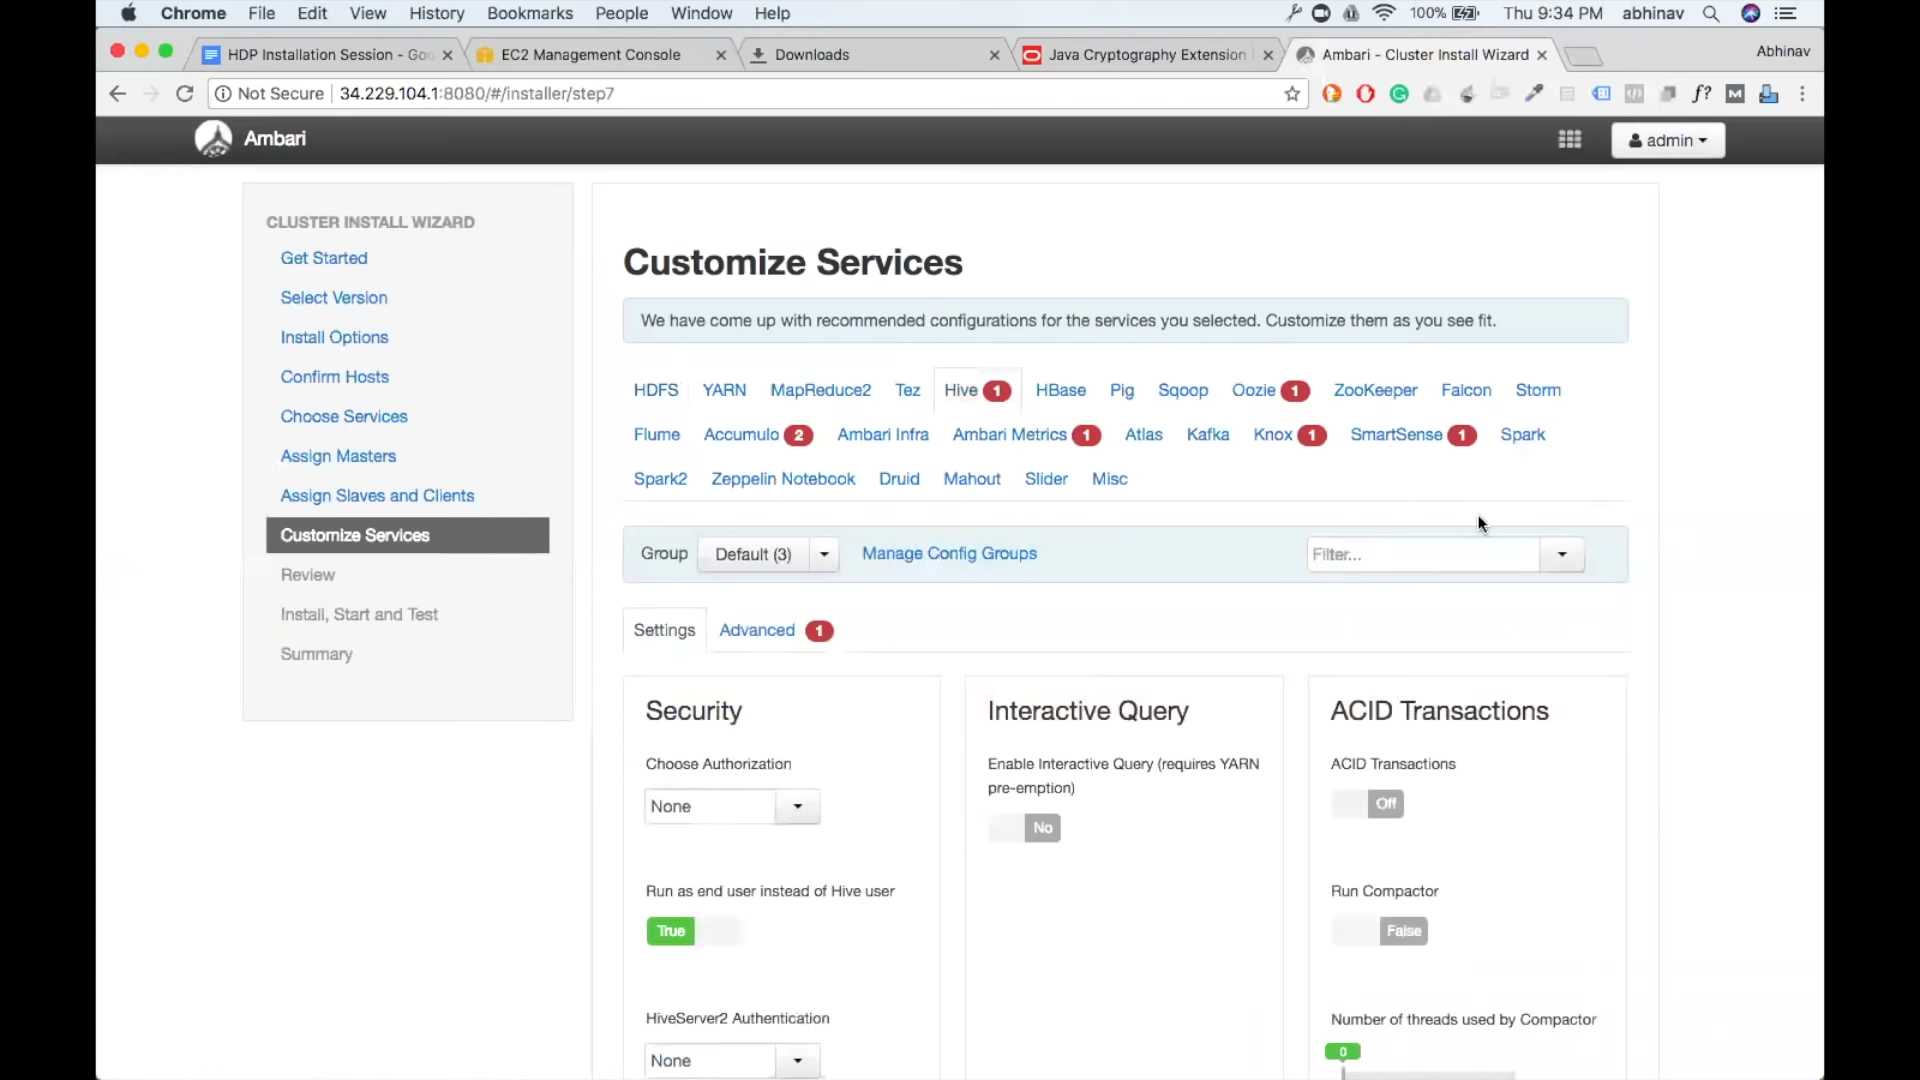 Chrome File Edit View History Bookmarks People Window Help 100% Thu 9:34 PM abhinav
HDP Installation Session - Goo EC2 Management Console Downloads Java Cryptography Extension Ambari - Cluster Install Wizard Abhinav
Not Secure 34.229.104.1:8080/#/installer/step7 f? M
Ambari admin
CLUSTER INSTALL WIZARD
Get Started
Select Version
Install Options
Confirm Hosts
Choose Services
Assign Masters
Assign Slaves and Clients
Customize Services
Review
Install, Start and Test
Summary
Customize Services
We have come up with recommended configurations for the services you selected. Customize them as you see fit.
HDFS YARN MapReduce2 Tez Hive 1 HBase Pig Sqoop Oozie 1 ZooKeeper Falcon Storm
Flume Accumulo 2 Ambari Infra Ambari Metrics 1 Atlas Kafka Knox 1 SmartSense 1 Spark
Spark2 Zeppelin Notebook Druid Mahout Slider Misc
Group Default (3) Manage Config Groups Filter...
Settings Advanced 1
Security
Choose Authorization
None
Run as end user instead of Hive user
True
HiveServer2 Authentication
None
Interactive Query
Enable Interactive Query (requires YARN
pre-emption)
No
ACID Transactions
ACID Transactions
Off
Run Compactor
False
Number of threads used by Compactor
0